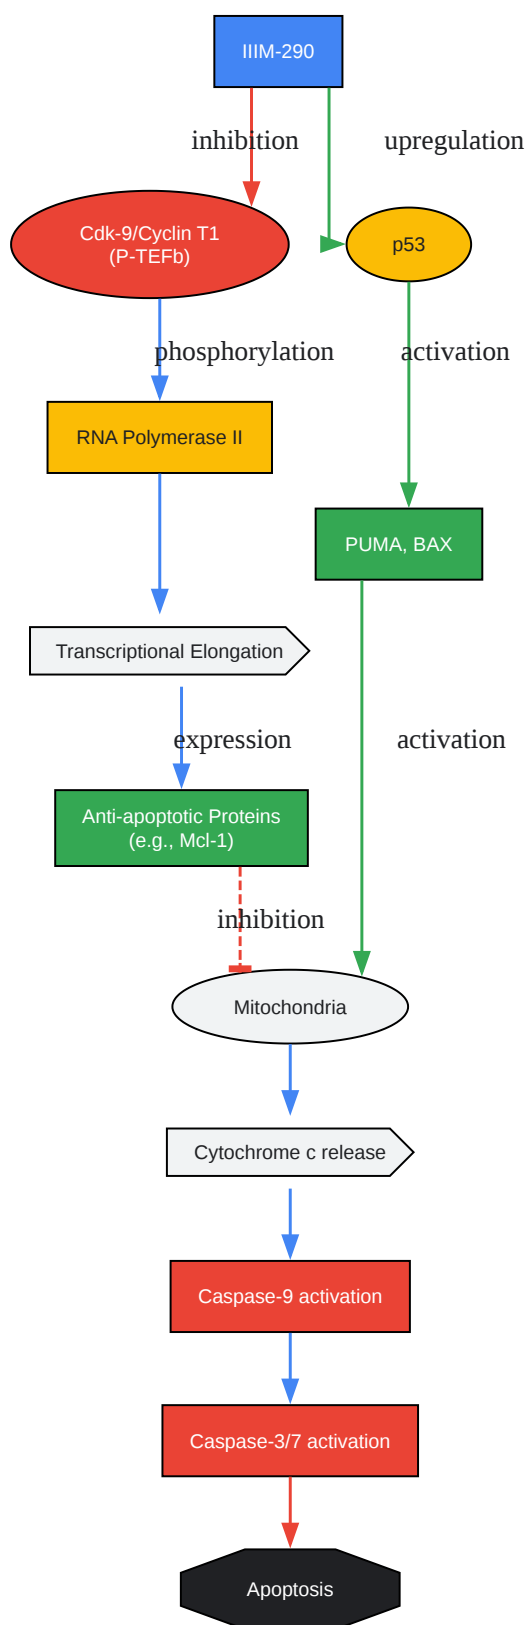 IIIM-290
inhibition
upregulation
Cdk-9/Cyclin T1
(P-TEFb)
p53
phosphorylation
activation
RNA Polymerase II
PUMA, BAX
Transcriptional Elongation
expression
activation
Anti-apoptotic Proteins
(e.g., Mcl-1)
inhibition
Mitochondria
Cytochrome c release
Caspase-9 activation
Caspase-3/7 activation
Apoptosis